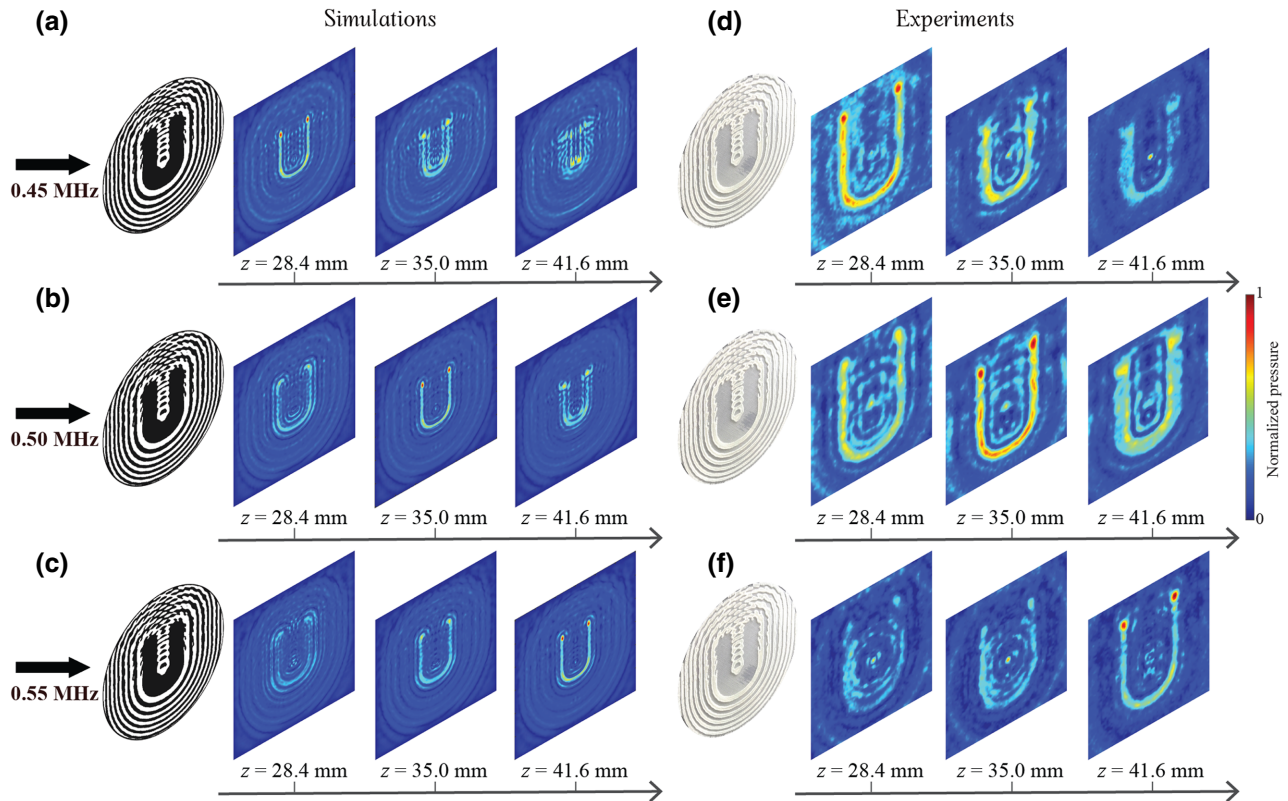 (a)
Simulations
(d)
Experiments
0.45 MHz
z = 28.4 mm
z = 35.0 mm
z = 41.6 mm
z = 28.4 mm
z = 35.0 mm
z = 41.6 mm
(b)
(e)
0.50 MHz
z = 28.4 mm
z = 35.0 mm
z = 41.6 mm
z = 28.4 mm
z = 35.0 mm
z = 41.6 mm
1
Normalized pressure
0
(c)
(f)
0.55 MHz
z = 28.4 mm
z = 35.0 mm
z = 41.6 mm
z = 28.4 mm
z = 35.0 mm
z = 41.6 mm